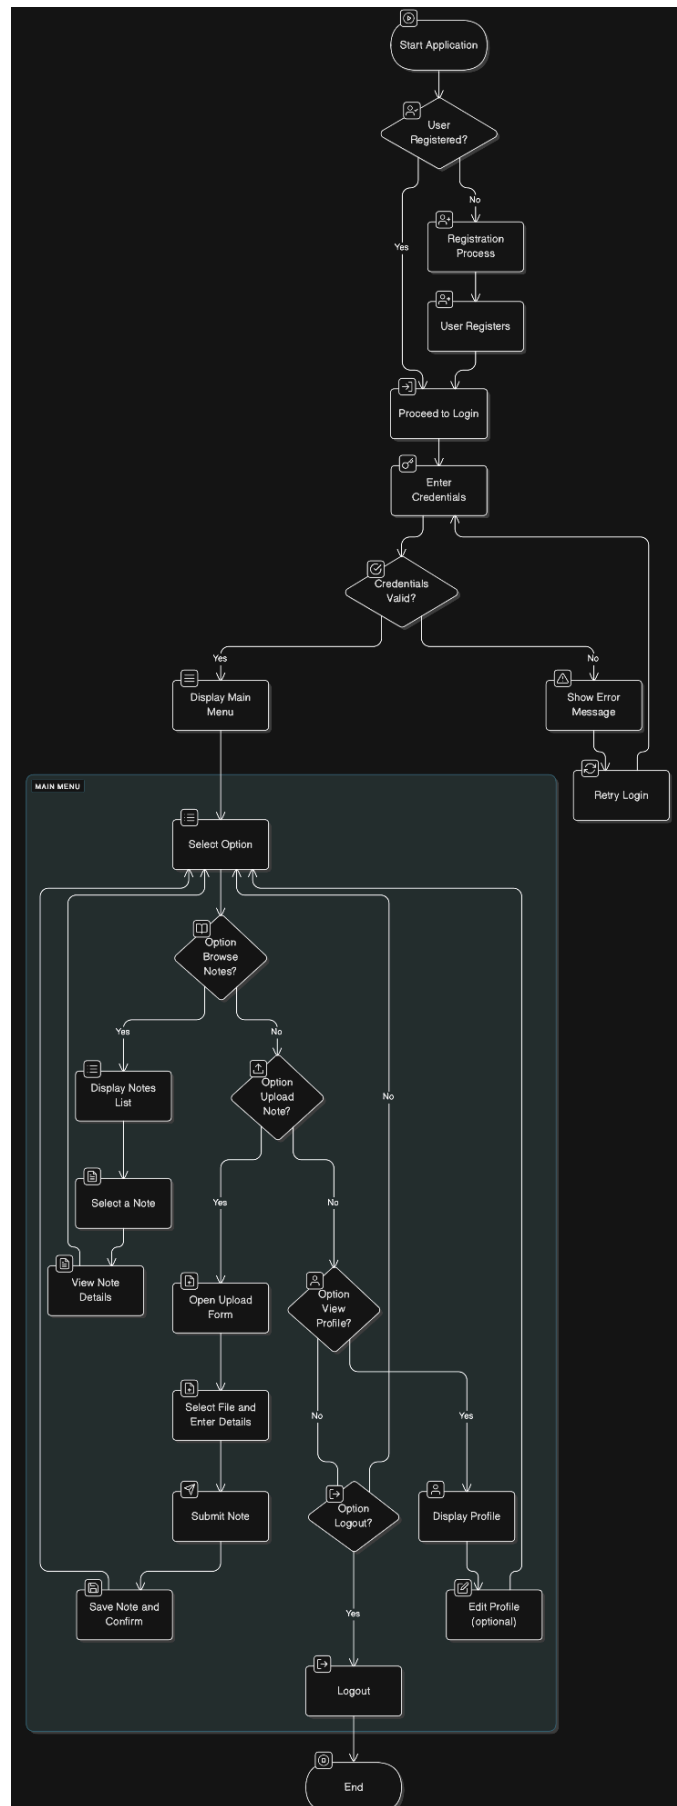 Start Application
User
Registered?
No
Yes
Registration
Process
User Registers
Proceed to Login
Enter
Credentials
Credentials
Valid?
Yes
No
Display Main
Menu
Show Error
Message
MAIN MENU
Retry Login
Select Option
Option
Browse
Notes?
Yes
No
Display Notes
List
Option
Upload
Note?
No
Select a Note
Yes
No
View Note
Details
Open Upload
Form
Option
View
Profile?
Select File and
Enter Details
No
Yes
Submit Note
Option
Logout?
Display Profile
Save Note and
Confirm
Yes
Edit Profile
(optional)
Logout
End